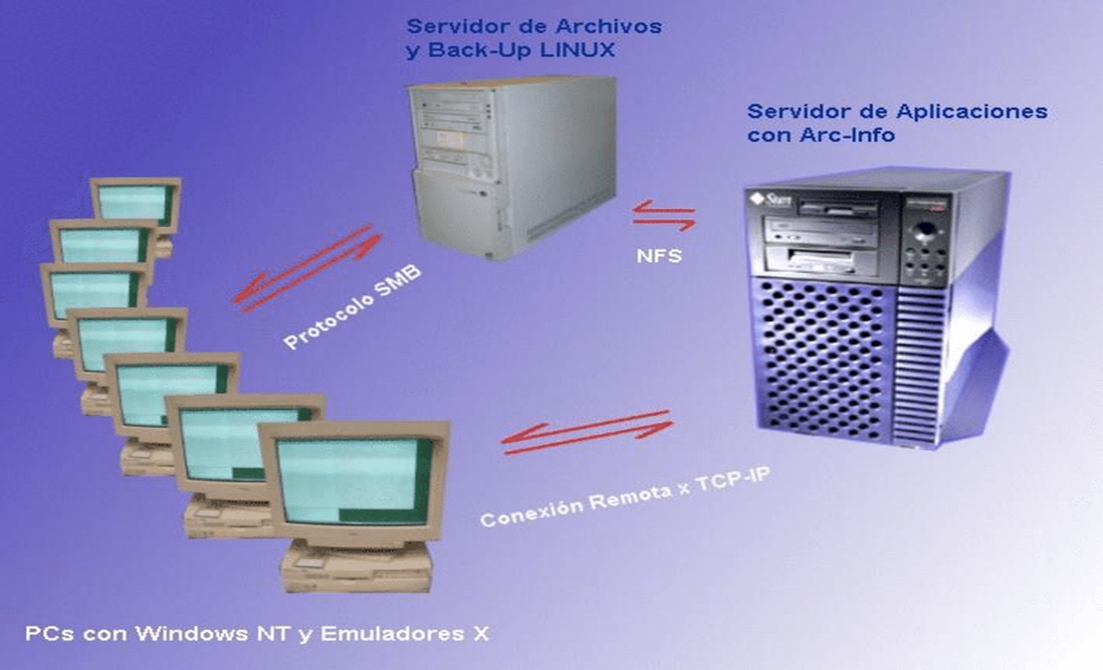 Servidor de Archivos
y Back-Up LINUX
Servidor de Aplicaciones
con Arc-Info
Sun
NFS
Protocolo SMB
Conexión Remota x TCP-IP
PCs con Windows NT y Emuladores X